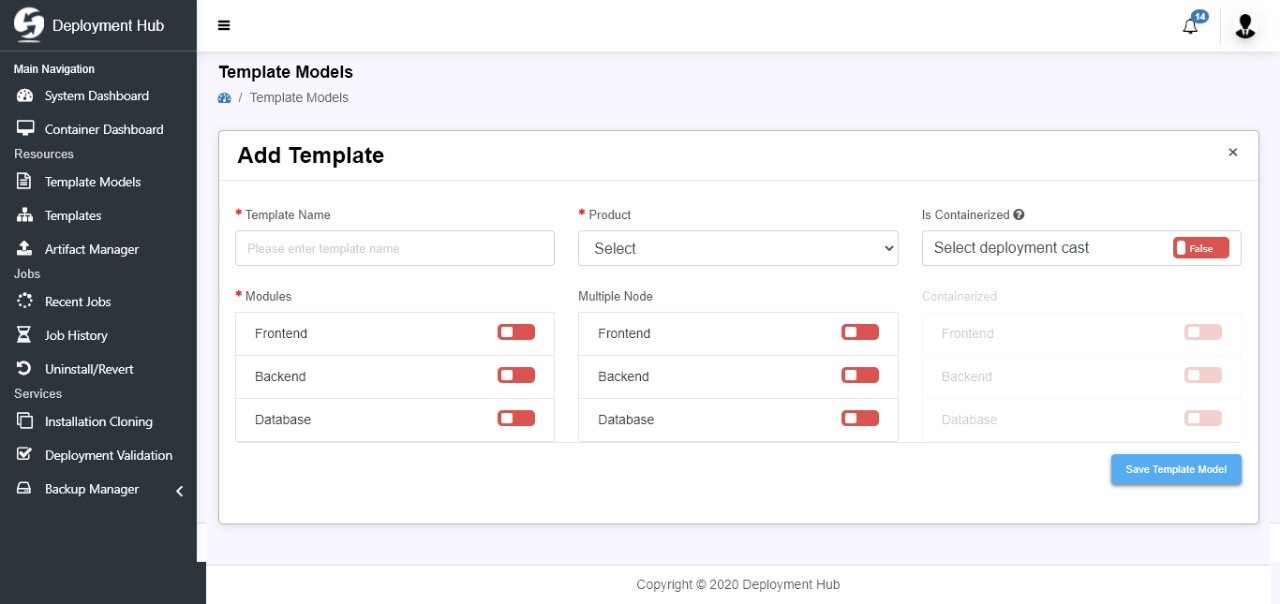 Deployment Hub
14
Main Navigation
System Dashboard
Container Dashboard
Resources
Template Models
Templates
Artifact Manager
Jobs
Recent Jobs
Job History
Uninstall/Revert
Services
Installation Cloning
Deployment Validation
Backup Manager
Template Models
/ Template Models
Add Template ×
* Template Name
Please enter template name
* Product
Select
Is Containerized ?
Select deployment cast False
* Modules
Frontend
Backend
Database
Multiple Node
Frontend
Backend
Database
Containerized
Frontend
Backend
Database
Save Template Model
Copyright © 2020 Deployment Hub